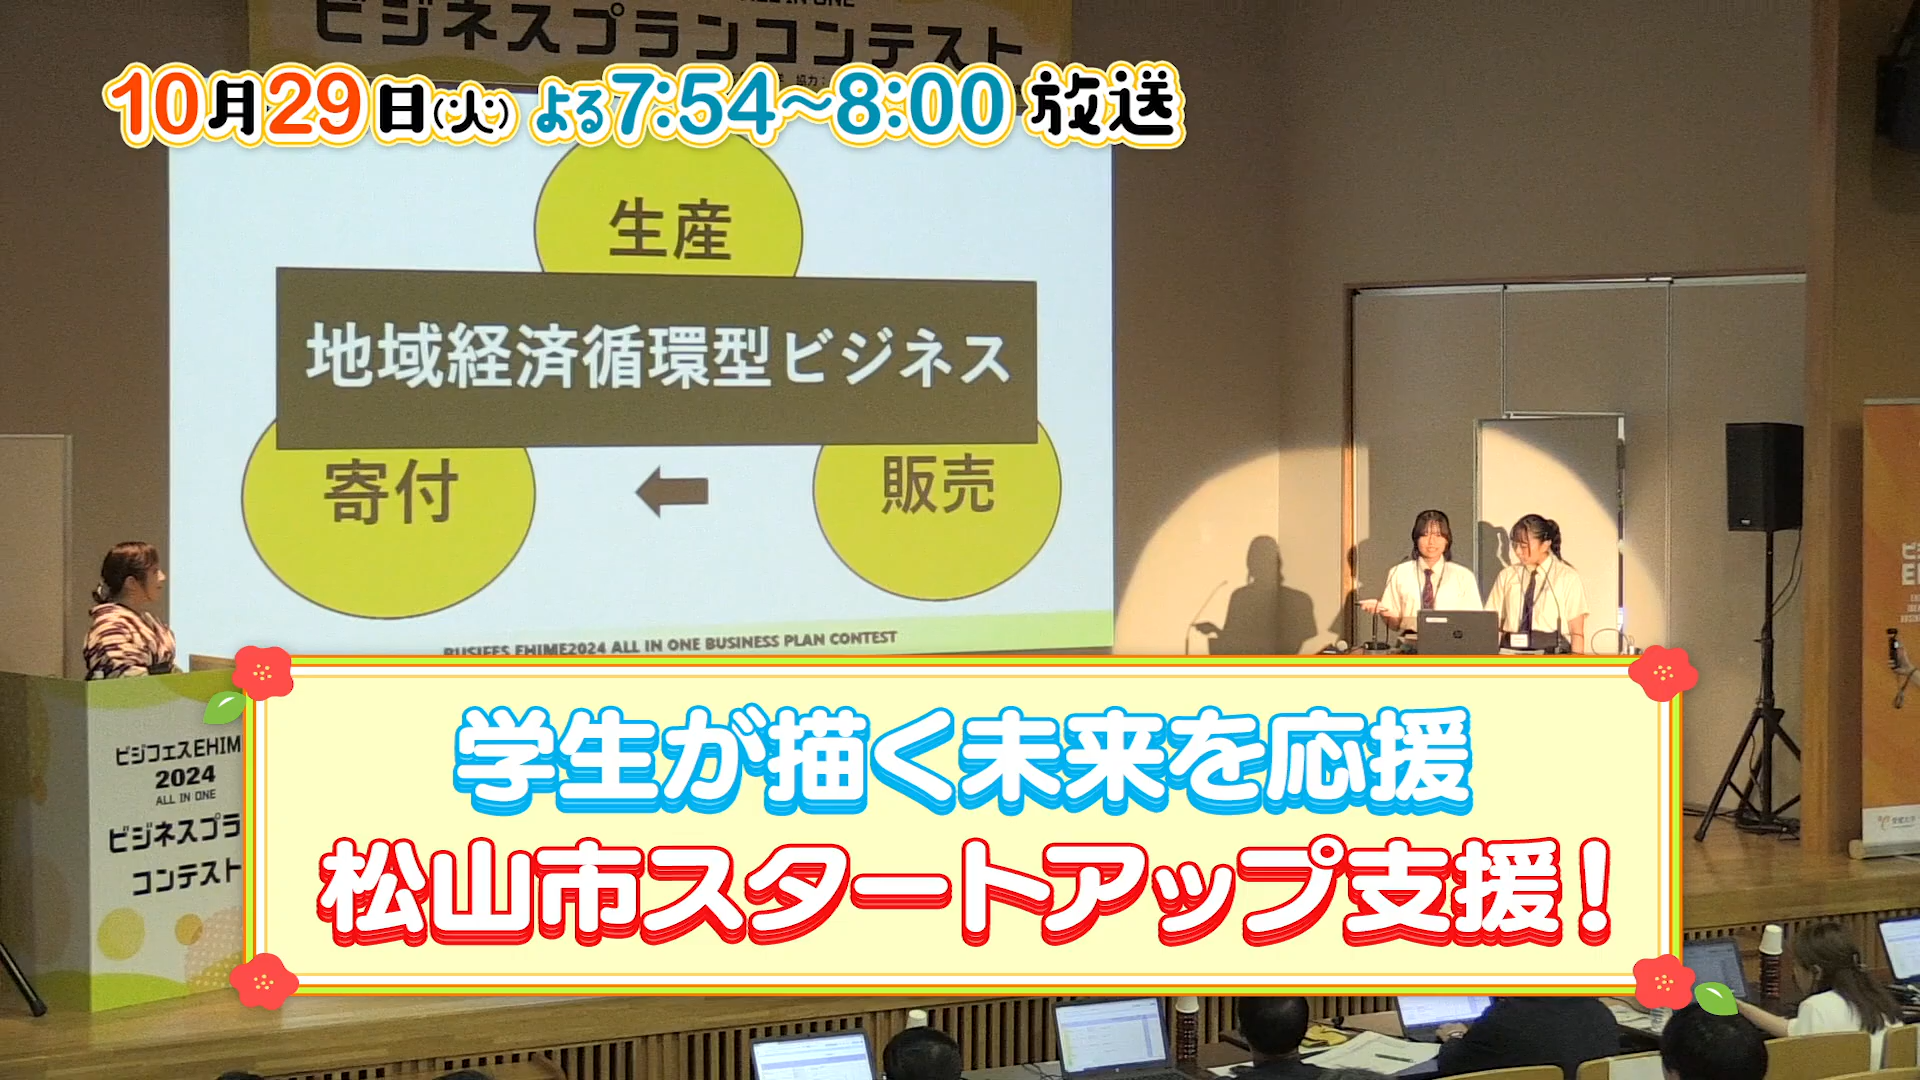 ALL IN ONE
ビジネスプランコンテスト
協力:
10月29日(火) よる7:54~8:00 放送
生産
地域経済循環型ビジネス
寄付
販売
BUSIFES EHIME2024 ALL IN ONE BUSINESS PLAN CONTEST
ビジフェスEHIM
2024
ALL IN ONE
ビジネスプラ
コンテスト
学生が描く未来を応援
松山市スタートアップ支援!